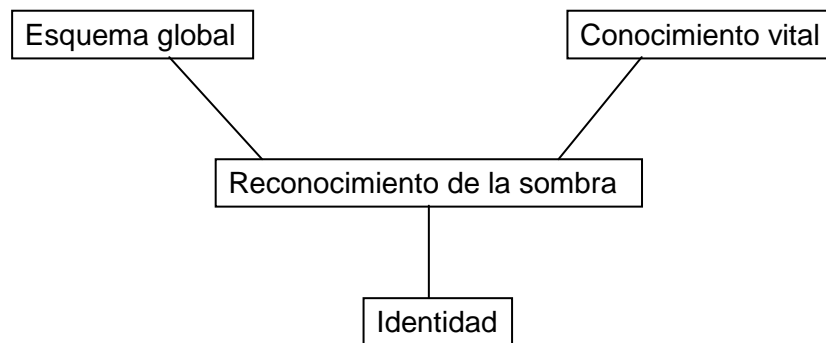 Esquema global
Conocimiento vital
Reconocimiento de la sombra
Identidad